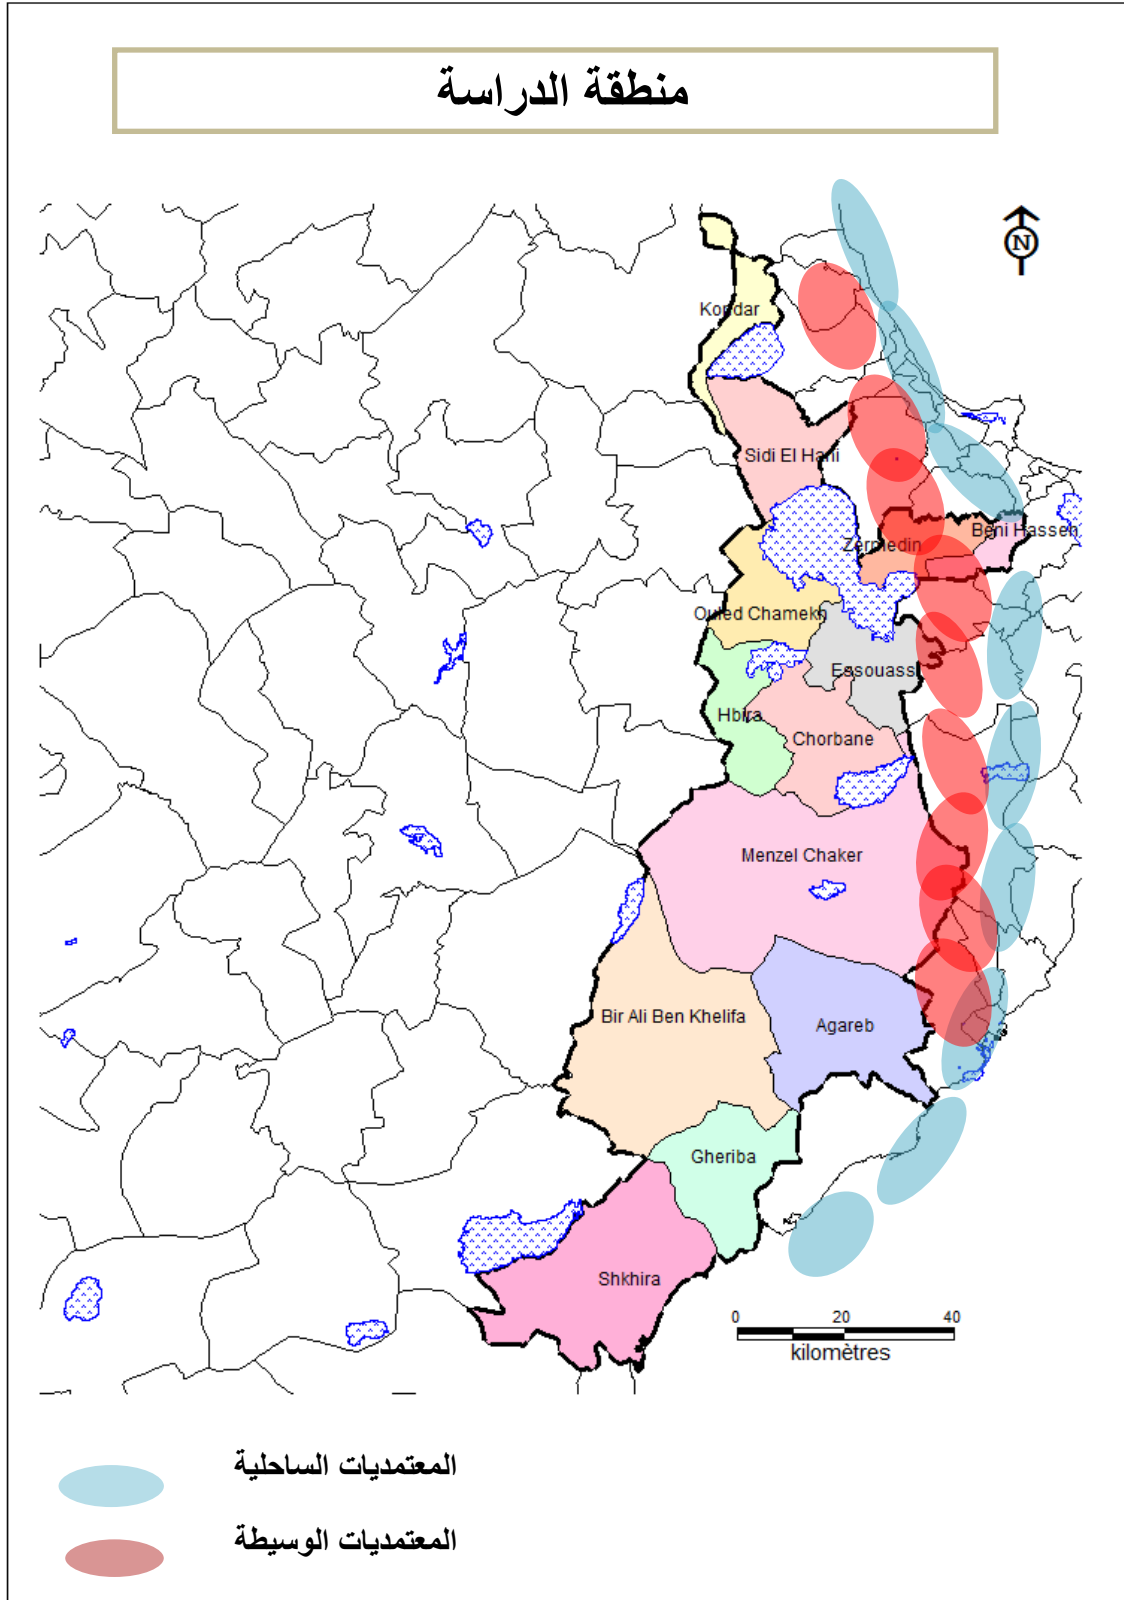 منطقة الدراسة
N
Kondar
Sidi El Hani
Beni Hassen
Zermedin
Ouled Chamekh
Essouassi
Hbira
Chorbane
Menzel Chaker
Bir Ali Ben Khelifa
Agareb
Gheriba
Shkhira
0 20 40
kilomètres
المعتمديات الساحلية
المعتمديات الوسيطة